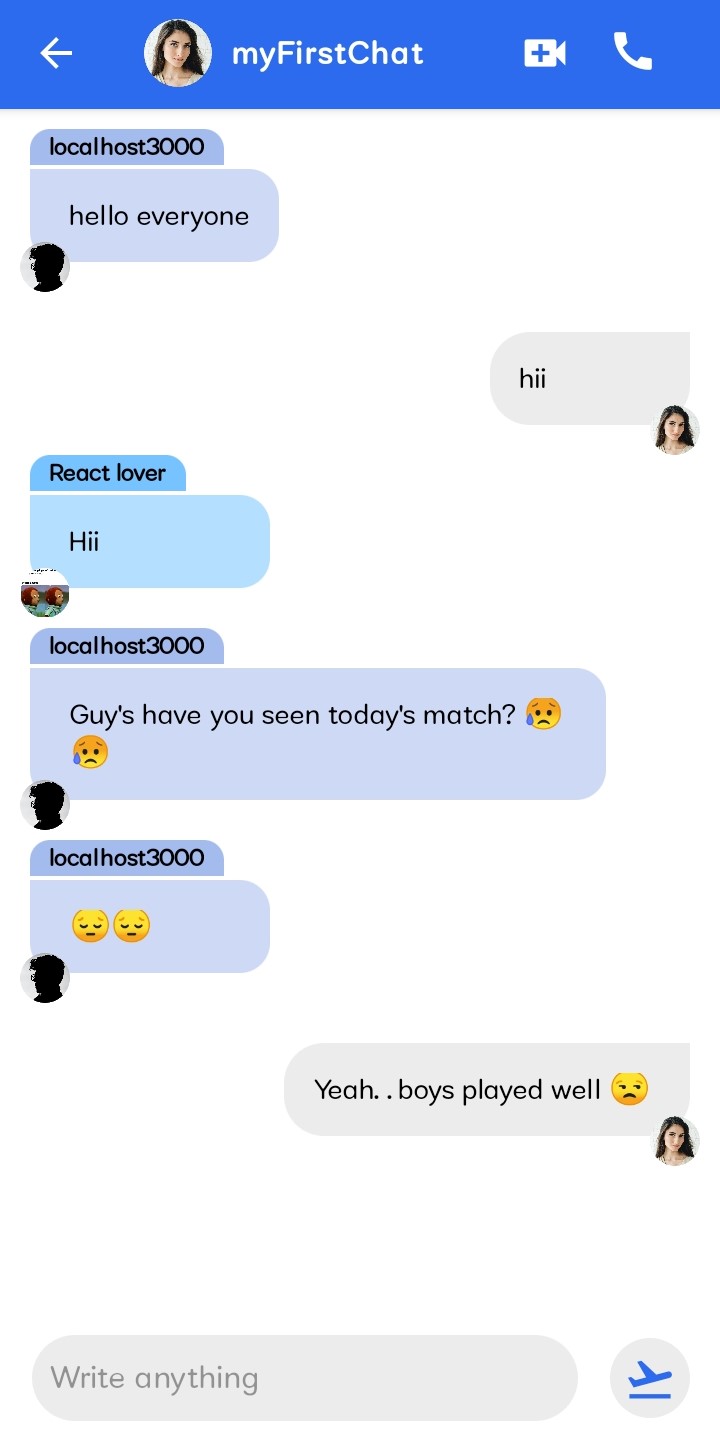 myFirstChat
localhost3000
hello everyone
hii
React lover
Hii
localhost3000
Guy's have you seen today's match? 😥
😥
localhost3000
😔😔
Yeah. . boys played well 😒
Write anything